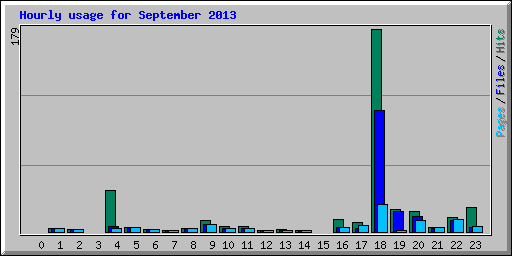 Hourly usage for September 2013
179
Pages/Files/Hits
0 1 2 3 4 5 6 7 8 9 10 11 12 13 14 15 16 17 18 19 20 21 22 23